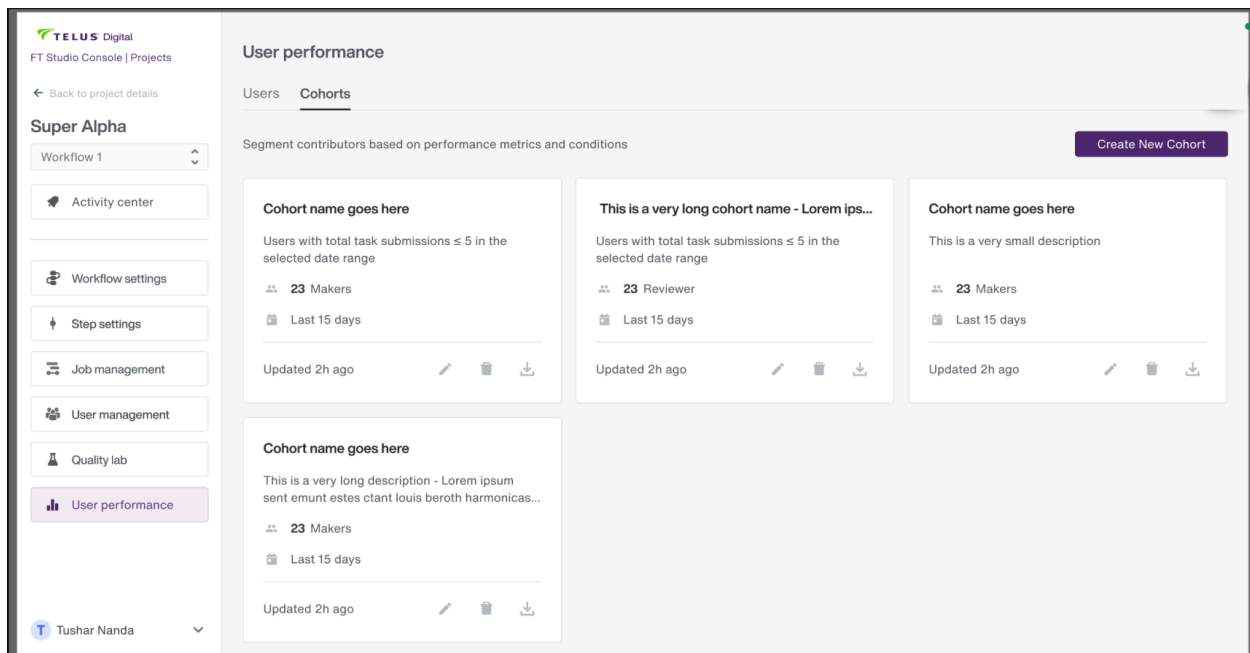 TELUS Digital
FT Studio Console | Projects
Back to project details
Super Alpha
Workflow 1
Activity center
Workflow settings
Step settings
Job management
User management
Quality lab
User performance
T Tushar Nanda
User performance
Users Cohorts
Segment contributors based on performance metrics and conditions
Create New Cohort
Cohort name goes here
Users with total task submissions ≤ 5 in the
selected date range
23 Makers
Last 15 days
Updated 2h ago
This is a very long cohort name - Lorem ips...
Users with total task submissions ≤ 5 in the
selected date range
23 Reviewer
Last 15 days
Updated 2h ago
Cohort name goes here
This is a very small description
23 Makers
Last 15 days
Updated 2h ago
Cohort name goes here
This is a very long description - Lorem ipsum
sent emunt estes ctant louis beroth harmonicas...
23 Makers
Last 15 days
Updated 2h ago